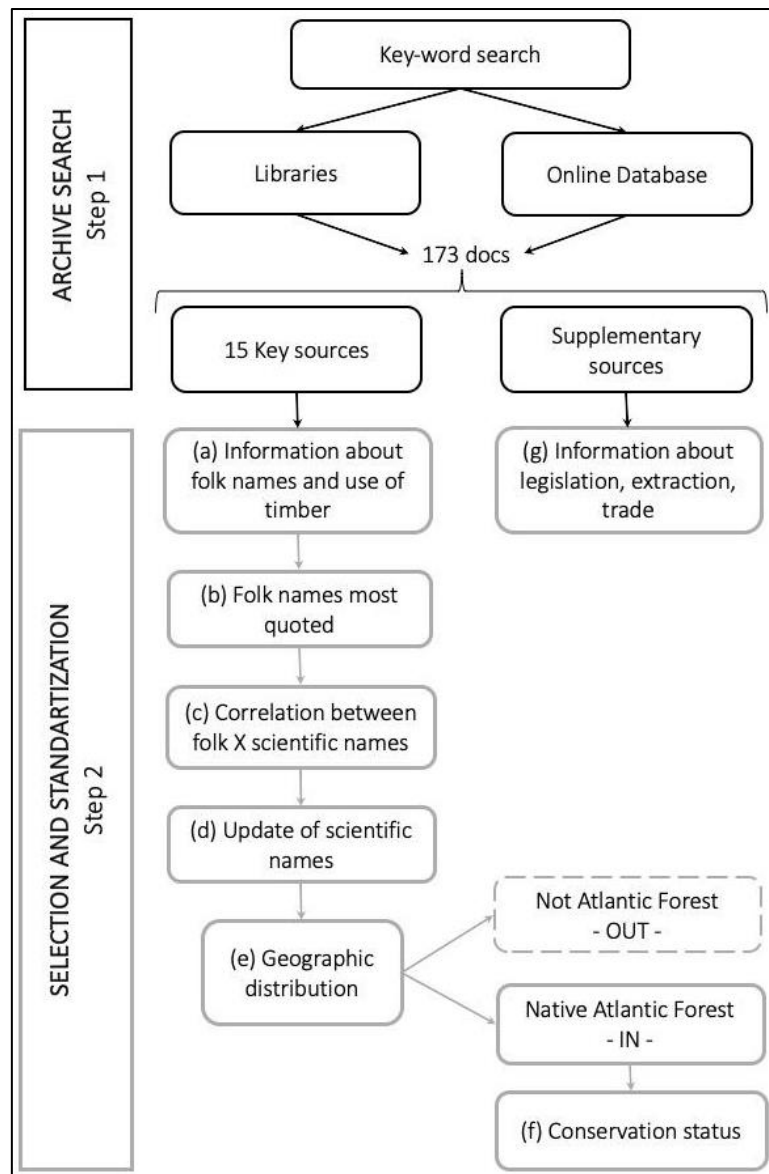 ARCHIVE SEARCH
Step 1
Key-word search
Libraries
Online Database
173 docs
15 Key sources
Supplementary
sources
SELECTION AND STANDARTIZATION
Step 2
(a) Information about
folk names and use of
timber
(g) Information about
legislation, extraction,
trade
(b) Folk names most
quoted
(c) Correlation between
folk X scientific names
(d) Update of scientific
names
(e) Geographic
distribution
Not Atlantic Forest
- OUT -
Native Atlantic Forest
- IN -
(f) Conservation status